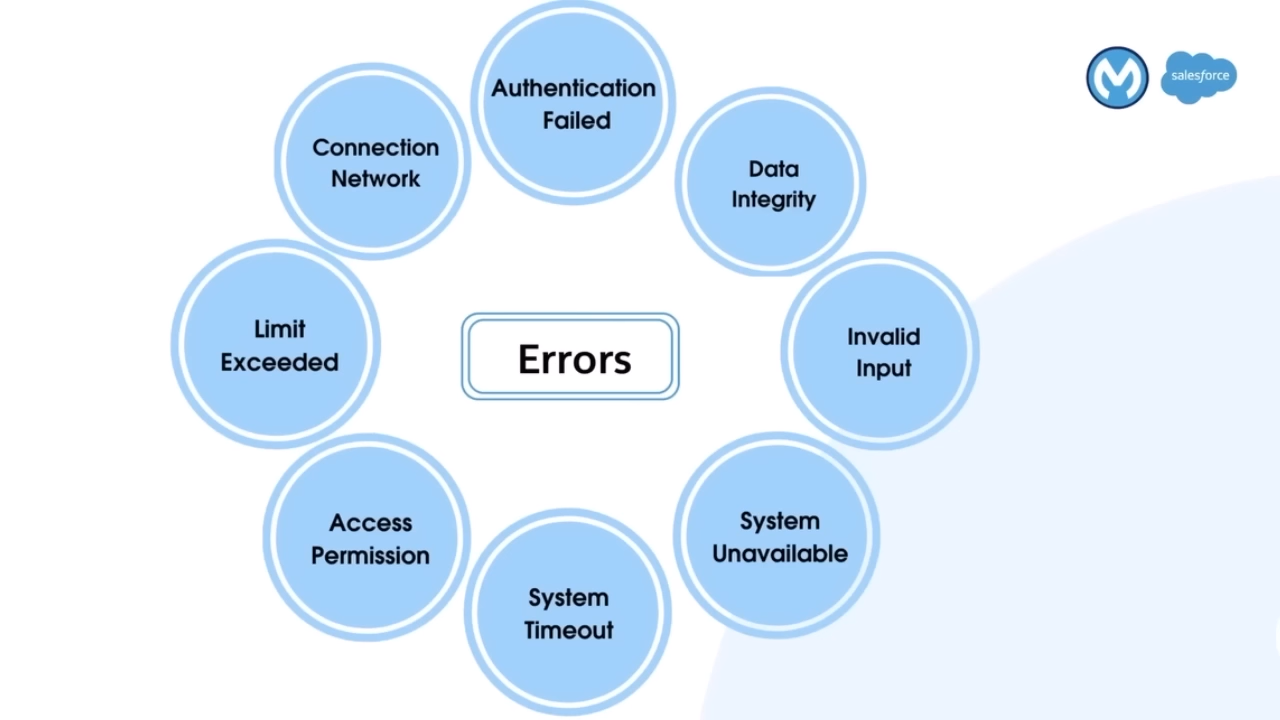 Authentication
Failed
salesforce
Connection
Network
Data
Integrity
Limit
Exceeded
Errors
Invalid
Input
Access
Permission
System
Unavailable
System
Timeout